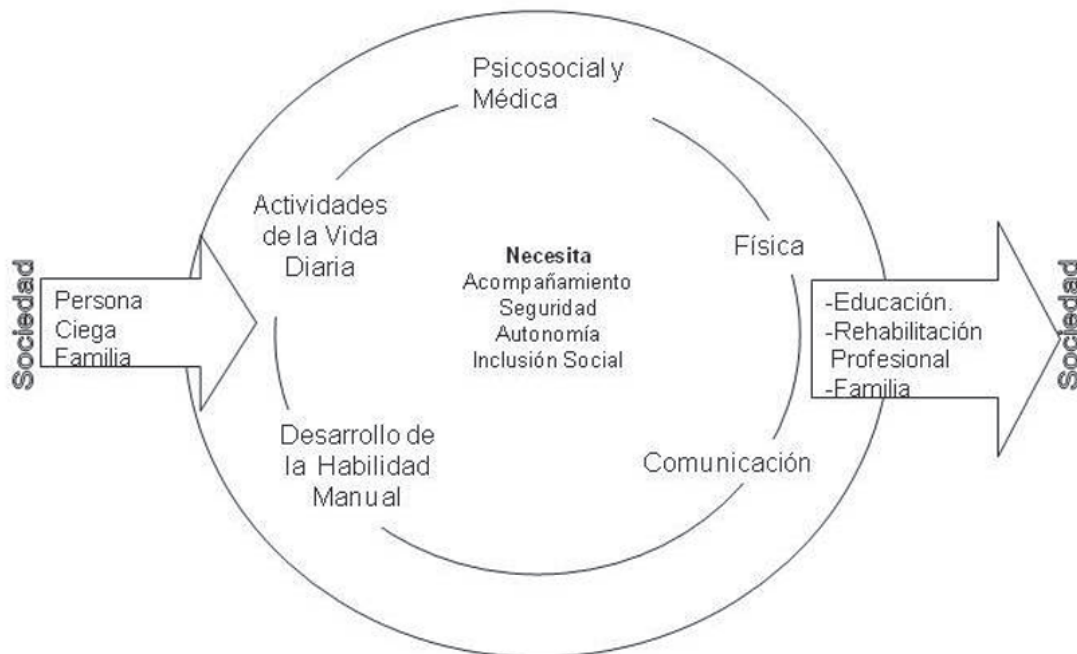 Psicosocial y
Médica
Actividades
de la Vida
Diaria
Necesita
Acompañamiento
Seguridad
Autonomía
Inclusión Social
Física
Sociedad
Persona
Ciega
Familia
-Educación.
-Rehabilitación
Profesional
-Familia
Sociedad
Desarrollo de
la Habilidad
Manual
Comunicación